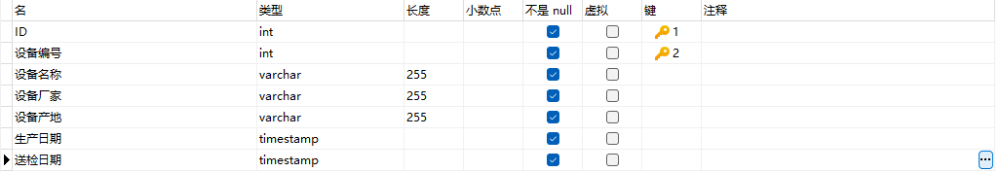 名 类型 长度 小数点 不是 null 虚拟 键 注释
ID int 1
设备编号 int 2
设备名称 varchar 255
设备厂家 varchar 255
设备产地 varchar 255
生产日期 timestamp
送检日期 timestamp